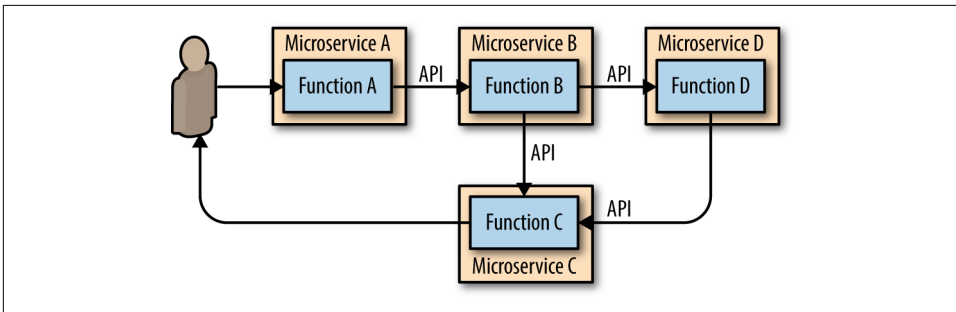 Microservice A
Function A
API
Microservice B
Function B
API
Microservice D
Function D
API
API
Function C
Microservice C